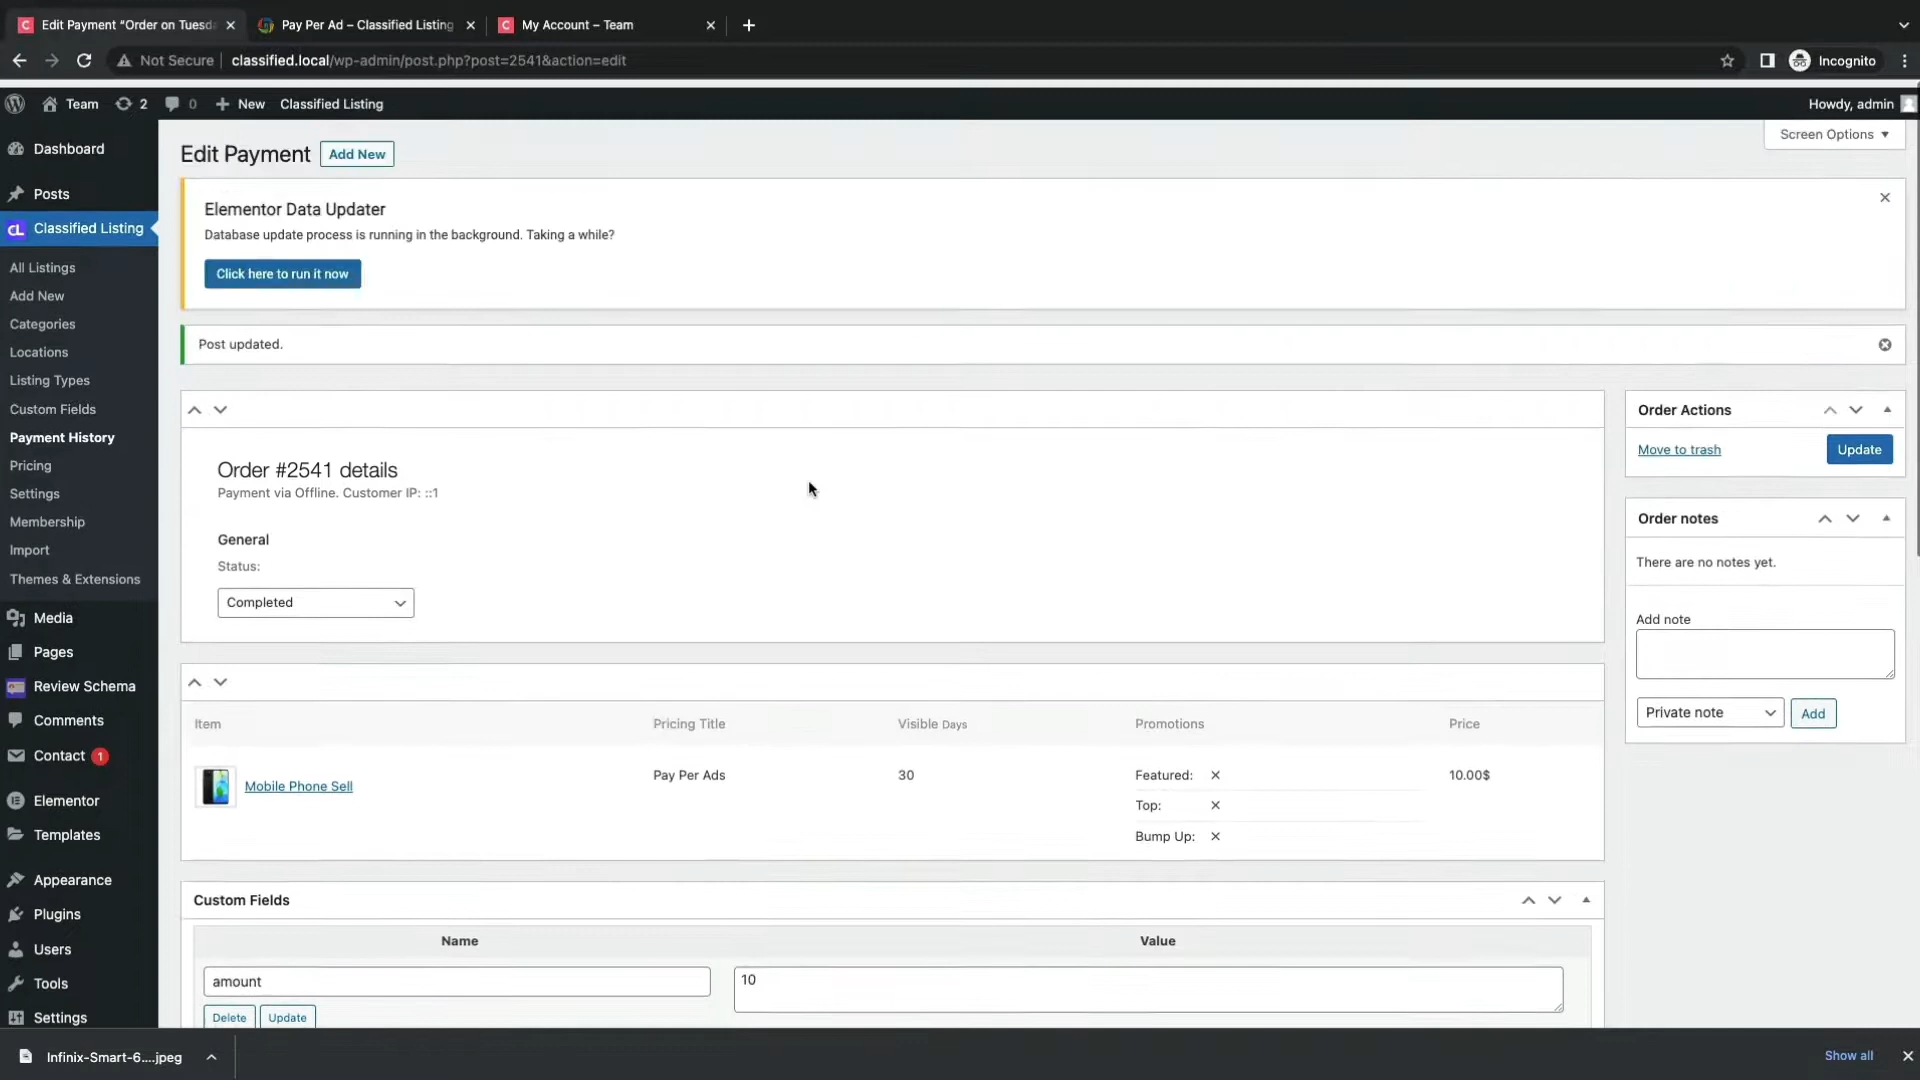 Edit Payment “Order on Tuesda
Pay Per Ad – Classified Listing
My Account – Team
Not Secure
classified.local/wp-admin/post.php?post=2541&action=edit
Incognito
Team
2
0
New
Classified Listing
Howdy, admin
Screen Options
Dashboard
Posts
Classified Listing
All Listings
Add New
Categories
Locations
Listing Types
Custom Fields
Payment History
Pricing
Settings
Membership
Import
Themes & Extensions
Media
Pages
Review Schema
Comments
Contact 1
Elementor
Templates
Appearance
Plugins
Users
Tools
Settings
Edit Payment
Add New
Elementor Data Updater
Database update process is running in the background. Taking a while?
Click here to run it now
Post updated.
Order #2541 details
Payment via Offline. Customer IP: ::1
General
Status:
Completed
Item Pricing Title Visible Days Promotions Price
Mobile Phone Sell Pay Per Ads 30 Featured: × 10.00$
Top: ×
Bump Up: ×
Custom Fields
Name Value
amount 10
Delete Update
Order Actions
Move to trash Update
Order notes
There are no notes yet.
Add note
Private note Add
Infinix-Smart-6....jpeg
Show all